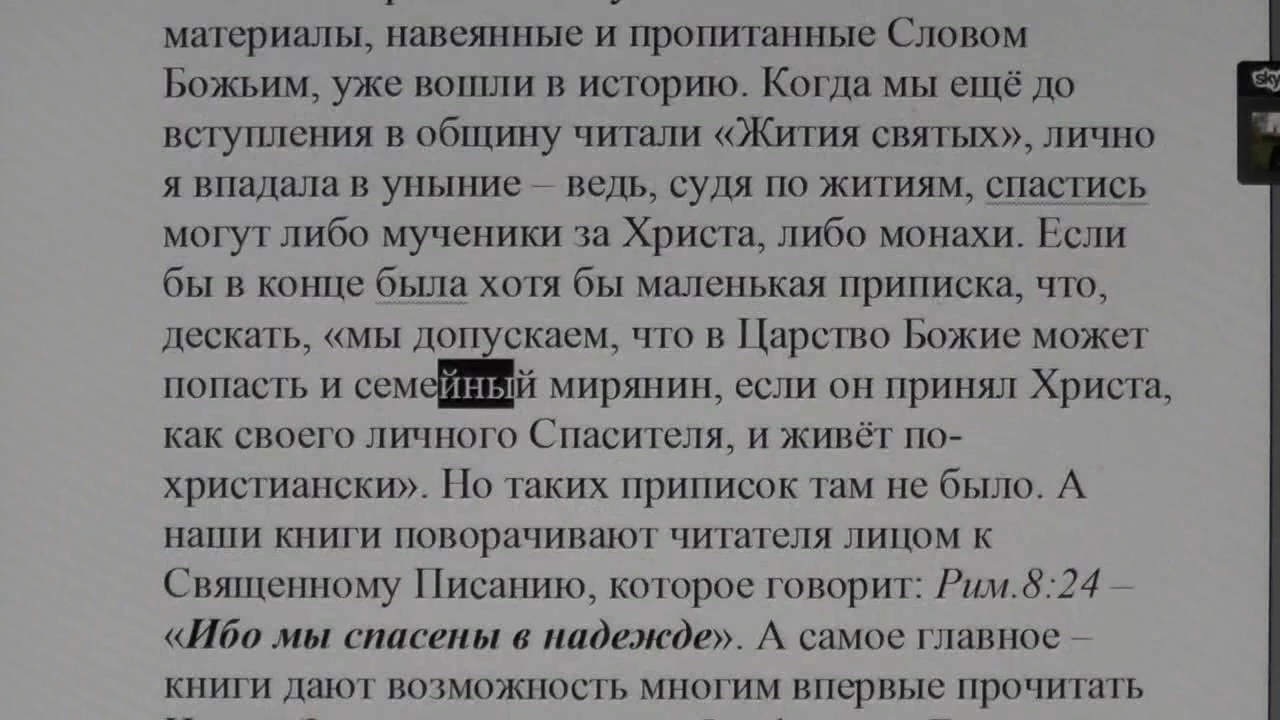 материалы, навеянные и пропитанные Словом
Божьим, уже вошли в историю. Когда мы ещё до
вступления в общину читали «Жития святых», лично
я впадала в уныние – ведь, судя по житиям, спастись
могут либо мученики за Христа, либо монахи. Если
бы в конце была хотя бы маленькая приписка, что,
дескать, «мы допускаем, что в Царство Божие может
попасть и семейный мирянин, если он принял Христа,
как своего личного Спасителя, и живёт по-
христиански». Но таких приписок там не было. А
наши книги поворачивают читателя лицом к
Священному Писанию, которое говорит: Рим.8:24 –
«Ибо мы спасены в надежде». А самое главное –
книги дают возможность многим впервые прочитать
sky